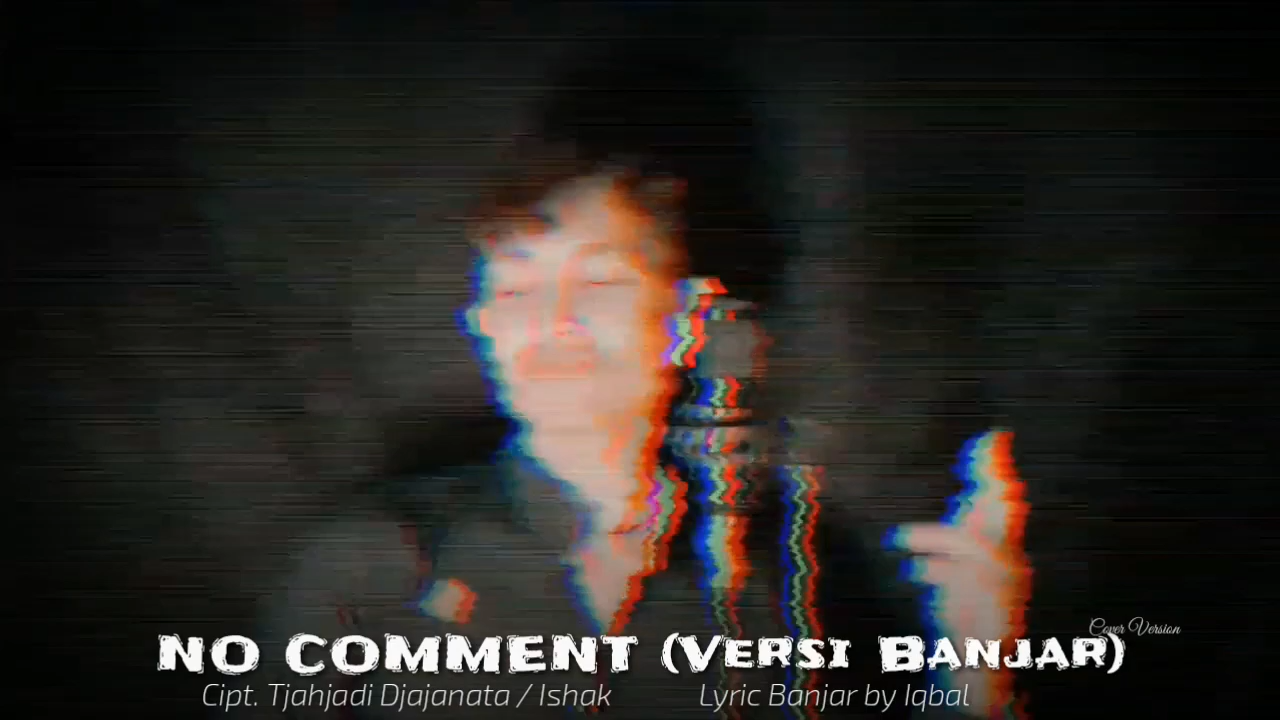 Cover Version
NO COMMENT (VERSI BANJAR)
Cipt. Tjahjadi Djajanata / Ishak Lyric Banjar by Iqbal